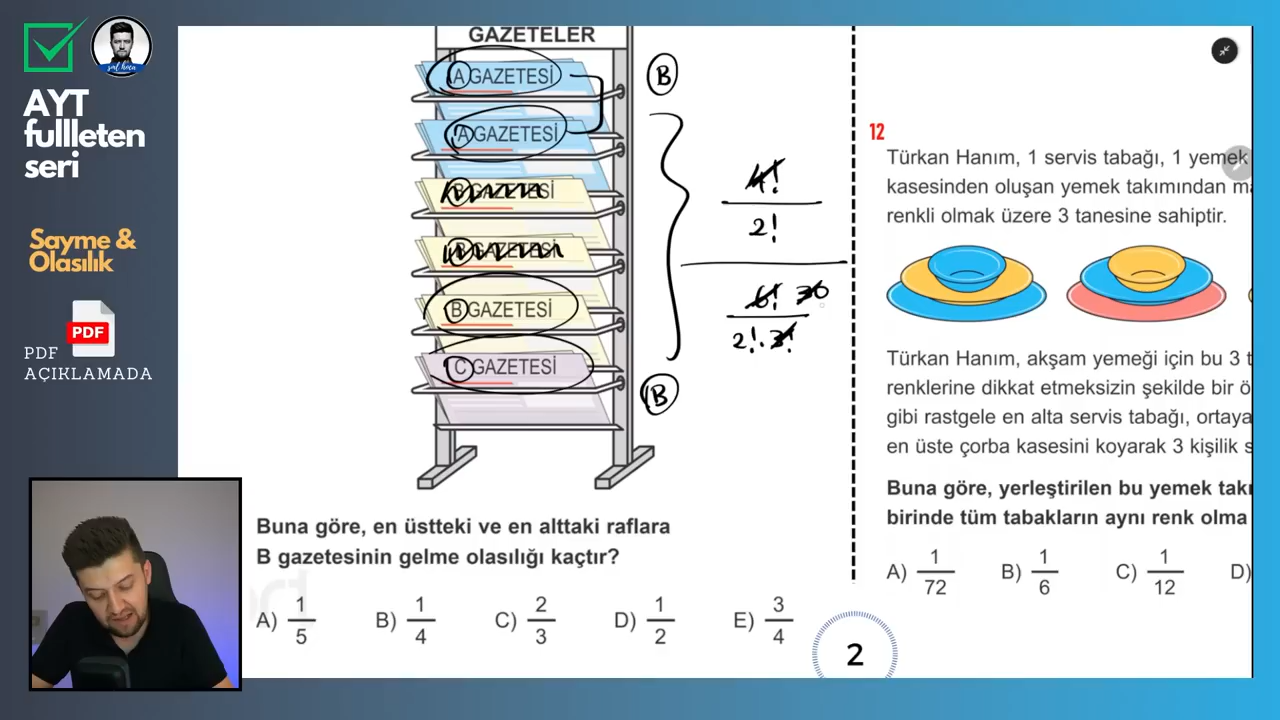 AYT
fullleten
seri
Sayme &
Olasılık
PDF
PDF
AÇIKLAMADA
GAZETELER
A GAZETESİ
A GAZETESİ
B GAZETESİ
B GAZETESİ
B GAZETESİ
C GAZETESİ
B
B
4!
2!
6! 30
2! . 3!
Buna göre, en üstteki ve en alttaki raflara
B gazetesinin gelme olasılığı kaçtır?
A) 1/5 B) 1/4 C) 2/3 D) 1/2 E) 3/4
2
12
Türkan Hanım, 1 servis tabağı, 1 yemek
kasesinden oluşan yemek takımından
renkli olmak üzere 3 tanesine sahiptir.
Türkan Hanım, akşam yemeği için bu 3
renklerine dikkat etmeksizin şekilde bir
gibi rastgele en alta servis tabağı, ortaya
en üste çorba kasesini koyarak 3 kişilik
Buna göre, yerleştirilen bu yemek
birinde tüm tabakların aynı renk olma
A) 1/72 B) 1/6 C) 1/12 D)